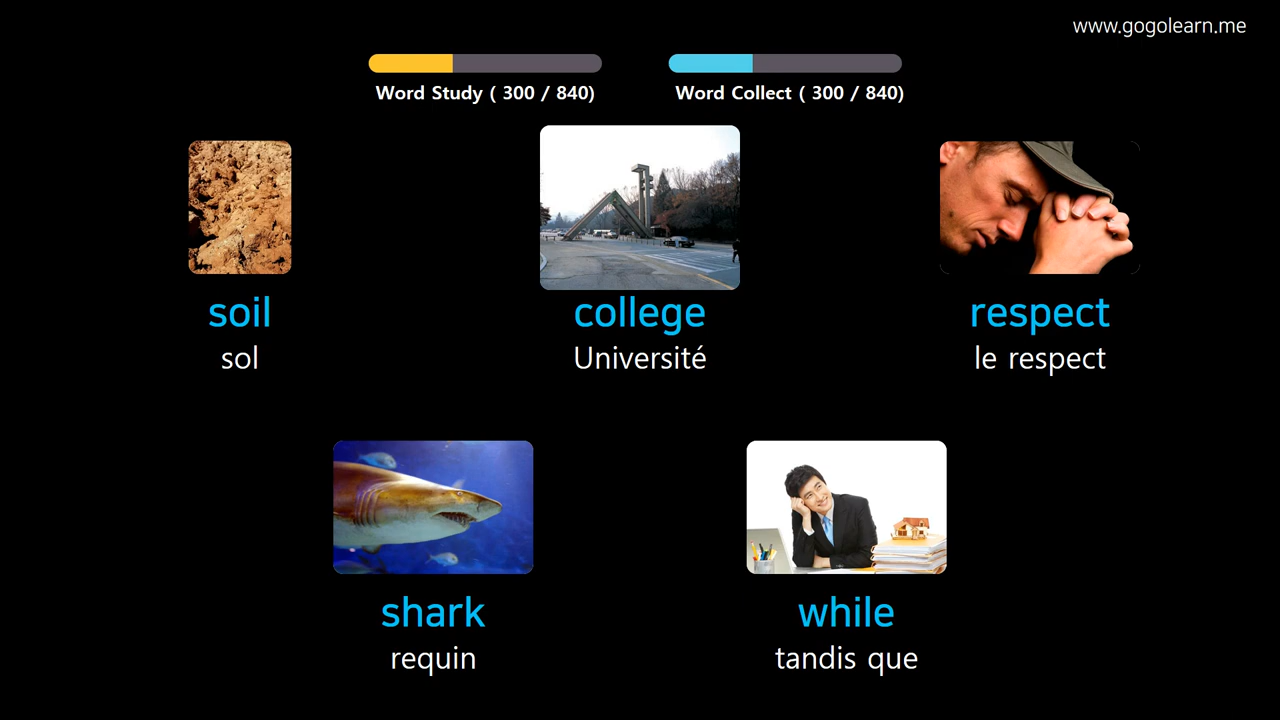 www.gogolearn.me
Word Study ( 300 / 840)
Word Collect ( 300 / 840)
soil
sol
college
Université
respect
le respect
shark
requin
while
tandis que